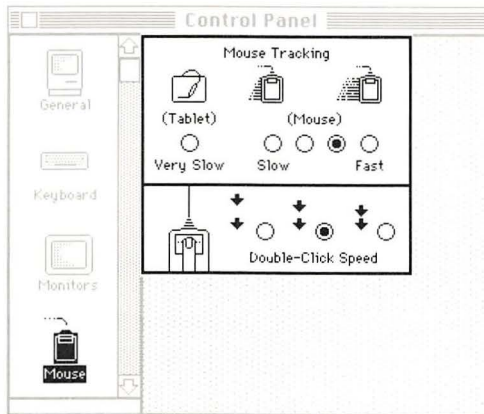 Control Panel
General
Keyboard
Monitors
Mouse
Mouse Tracking
(Tablet) (Mouse)
Very Slow Slow Fast
Double-Click Speed